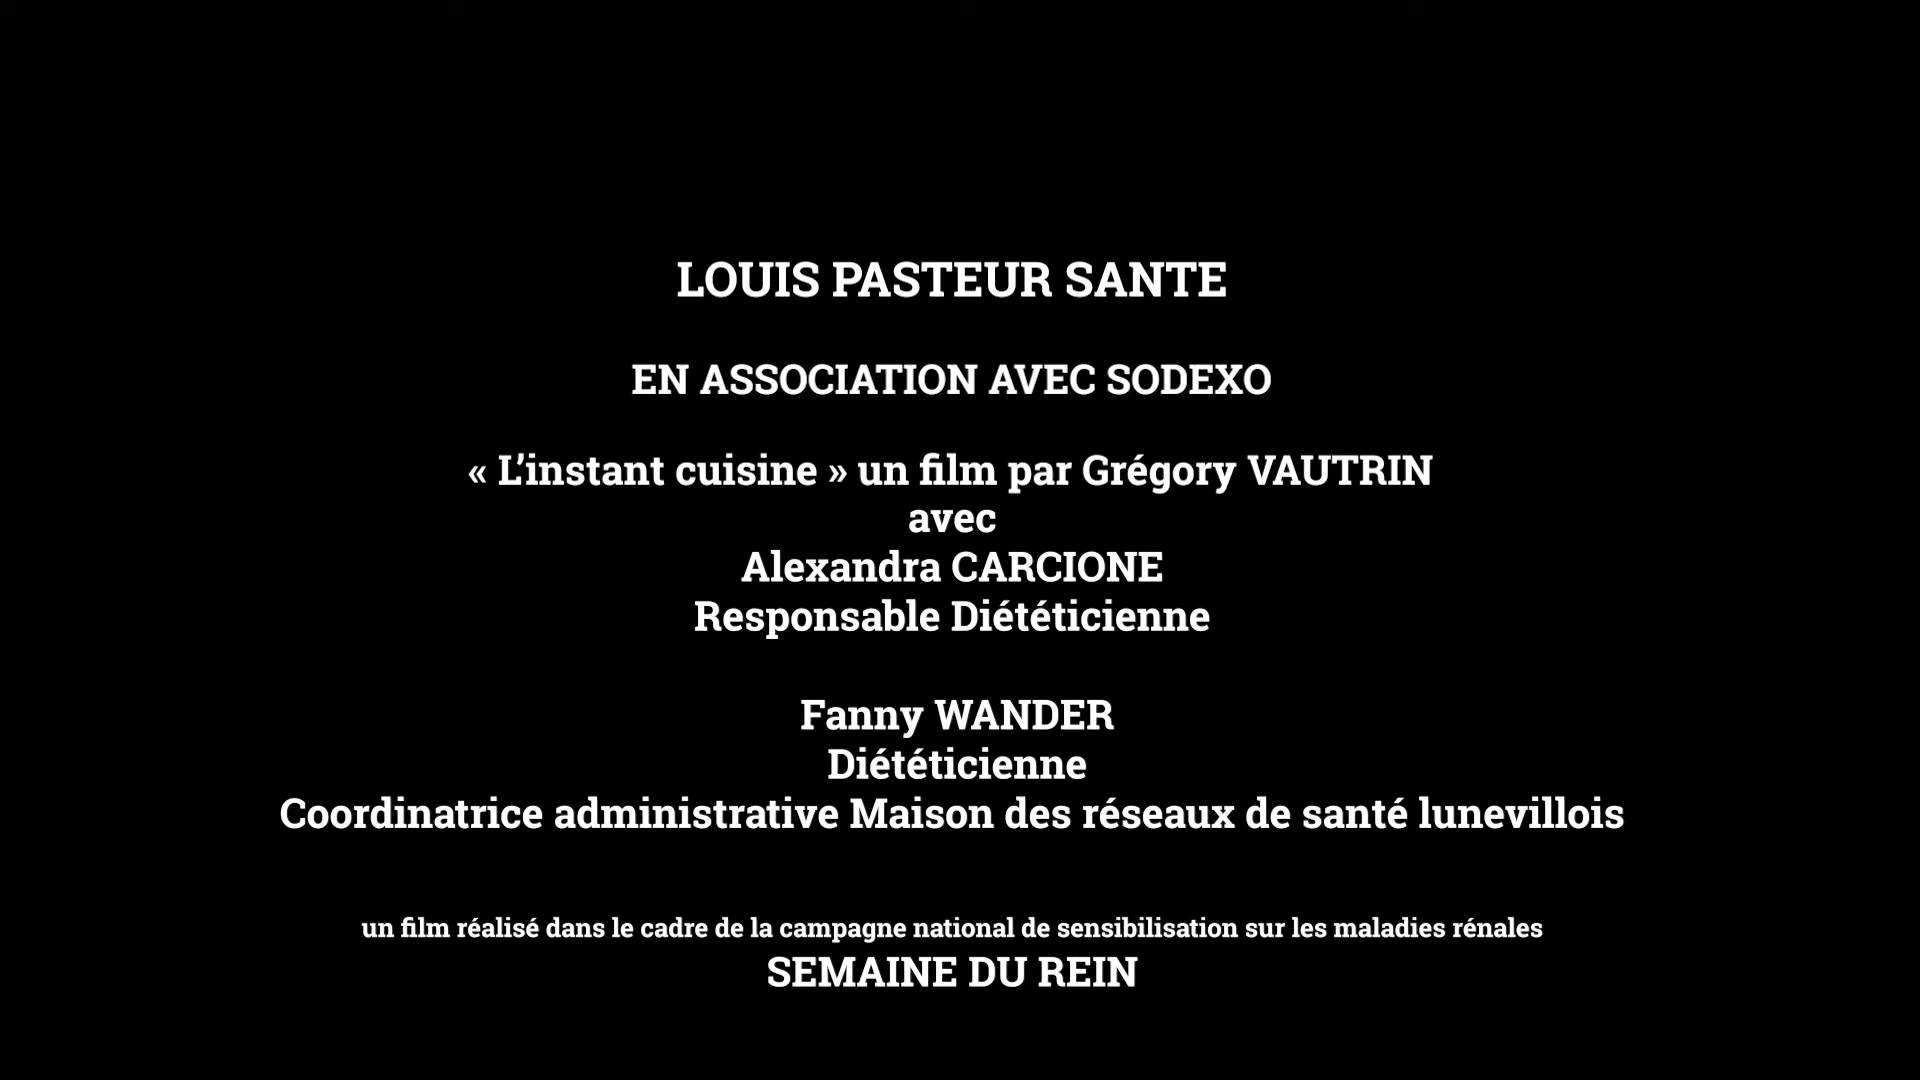 LOUIS PASTEUR SANTE
EN ASSOCIATION AVEC SODEXO
« L’instant cuisine » un film par Grégory VAUTRIN
avec
Alexandra CARCIONE
Responsable Diététicienne
Fanny WANDER
Diététicienne
Coordinatrice administrative Maison des réseaux de santé lunevillois
un film réalisé dans le cadre de la campagne national de sensibilisation sur les maladies rénales
SEMAINE DU REIN